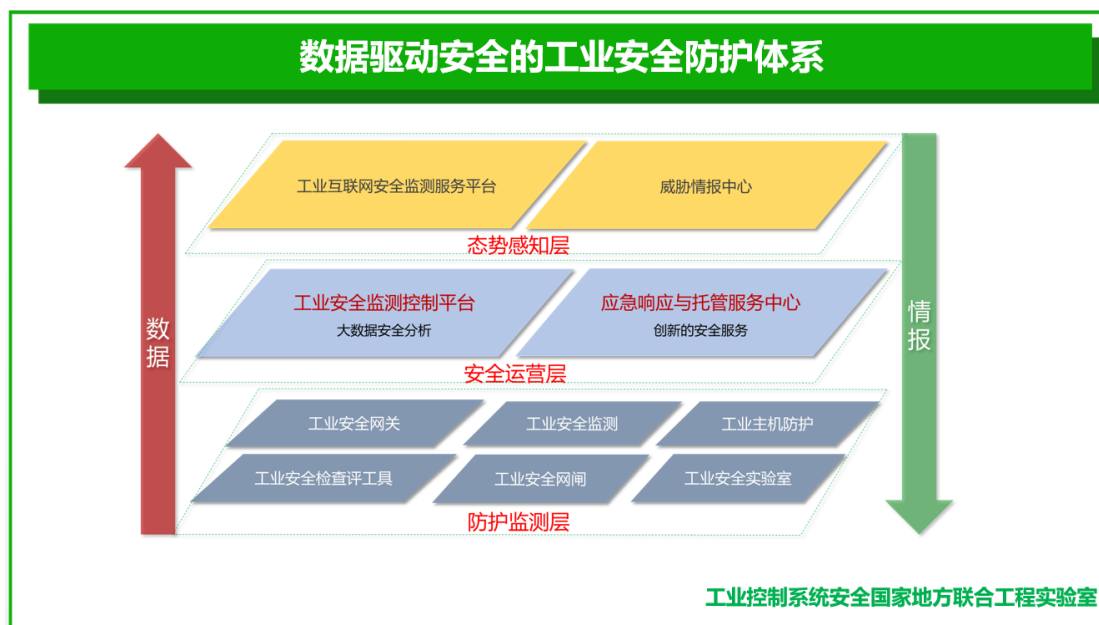 数据驱动安全的工业安全防护体系
工业互联网安全监测服务平台
威胁情报中心
态势感知层
工业安全监测控制平台
大数据安全分析
应急响应与托管服务中心
创新的安全服务
安全运营层
数据
情报
工业安全网关
工业安全监测
工业主机防护
工业安全检查评工具
工业安全网闸
工业安全实验室
防护监测层
工业控制系统安全国家地方联合工程实验室